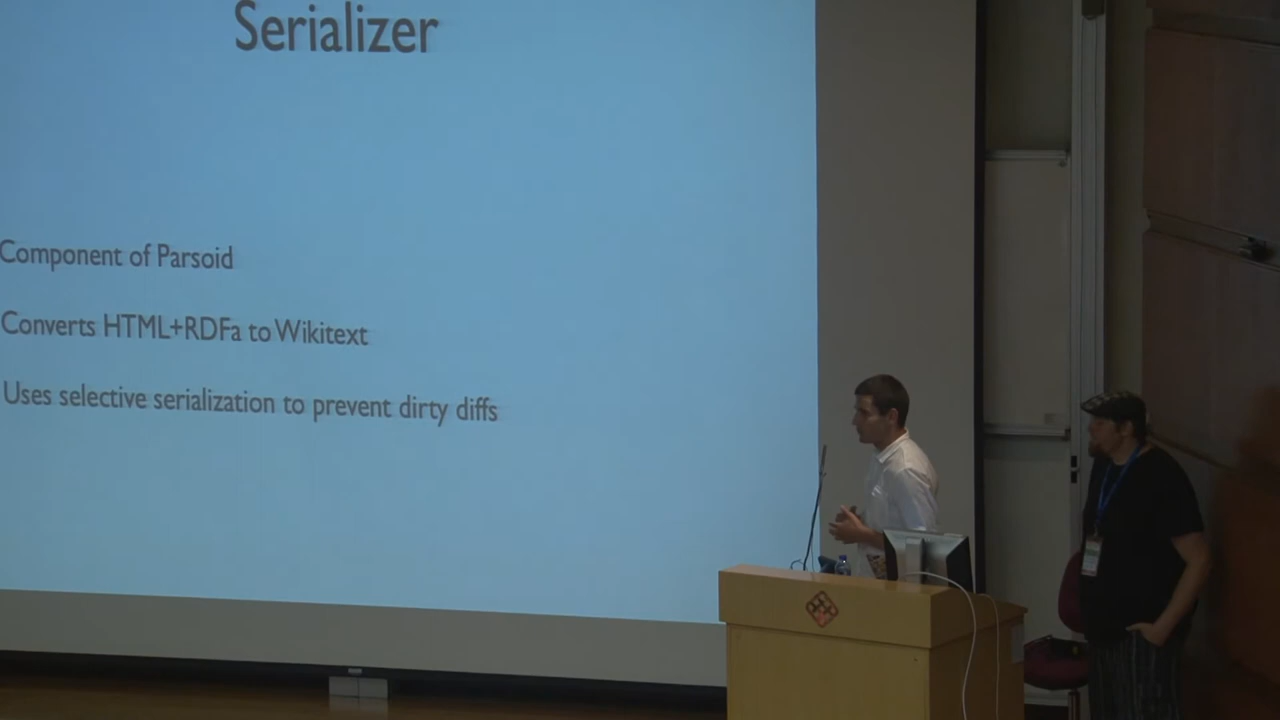 Serializer
Component of Parsoid
Converts HTML+RDFa to Wikitext
Uses selective serialization to prevent dirty diffs